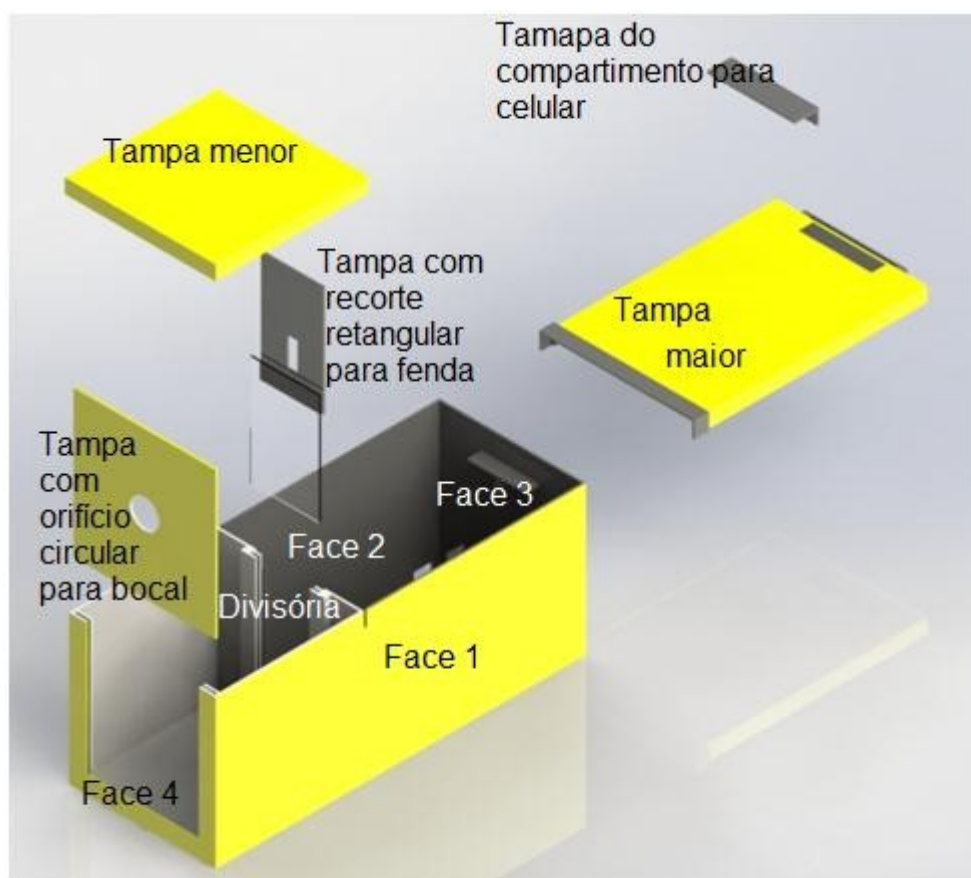 Tamapa do
compartimento para
celular
Tampa menor
Tampa com
recorte
retangular
para fenda
Tampa
maior
Tampa
com
orifício
circular
para bocal
Face 3
Face 2
Divisória
Face 1
Face 4